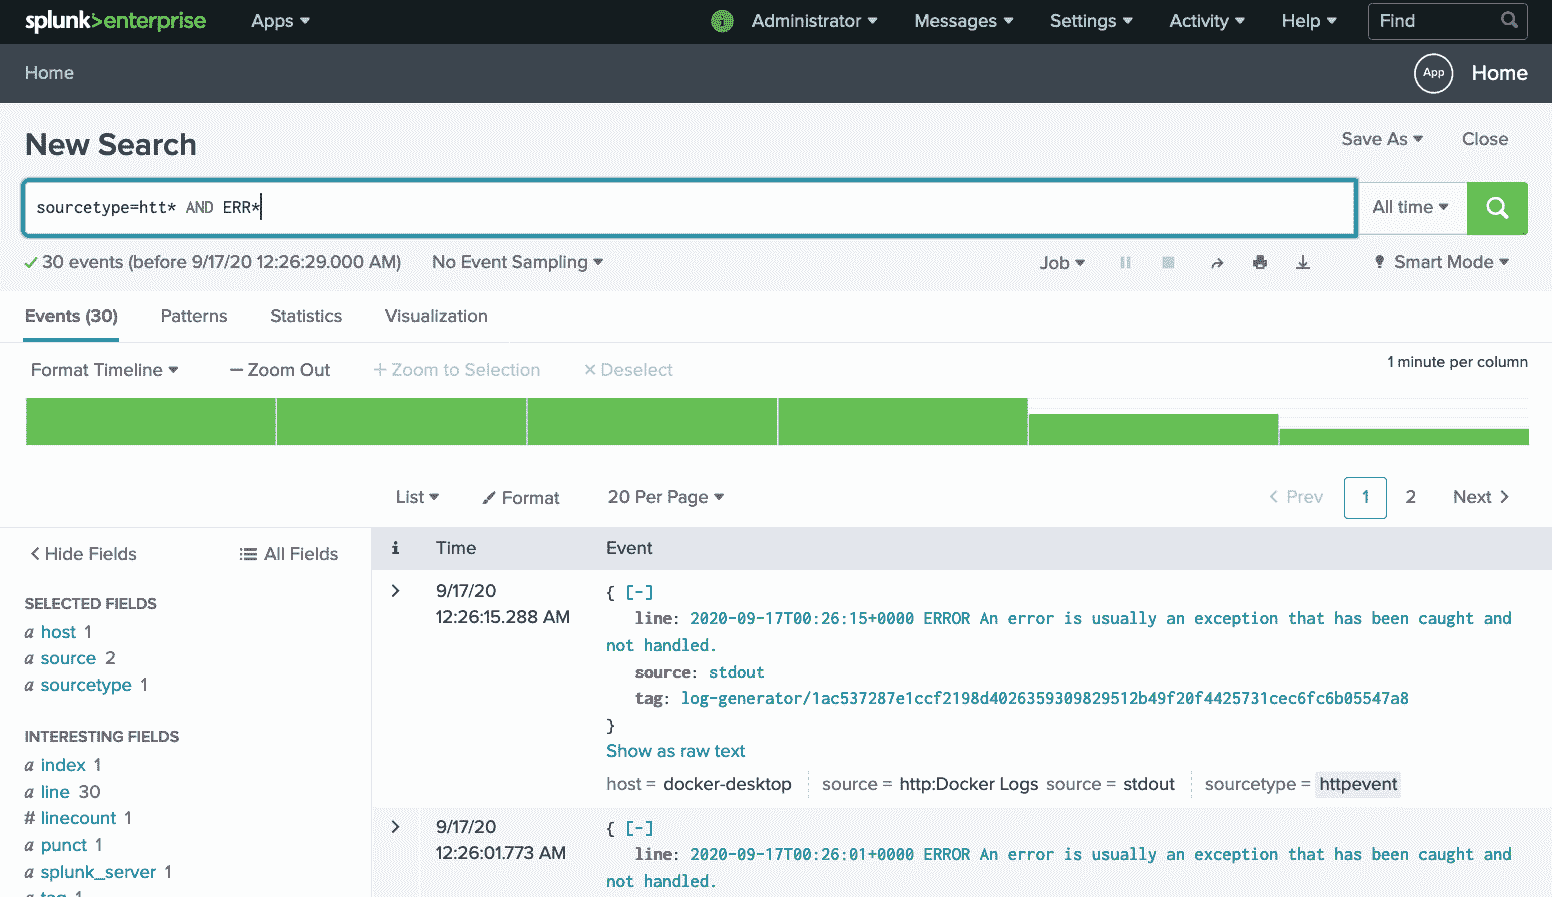 splunk>enterprise Apps Administrator Messages Settings Activity Help Find
Home App Home
New Search Save As Close
sourcetype=htt* AND ERR* All time
30 events (before 9/17/20 12:26:29.000 AM) No Event Sampling Job Smart Mode
Events (30) Patterns Statistics Visualization
Format Timeline — Zoom Out + Zoom to Selection × Deselect 1 minute per column
List Format 20 Per Page < Prev 1 2 Next >
< Hide Fields All Fields i Time Event
SELECTED FIELDS
a host 1
a source 2
a sourcetype 1
INTERESTING FIELDS
a index 1
a line 30
# linecount 1
a punct 1
a splunk_server 1
a tag 1
> 9/17/20 { [-]
12:26:15.288 AM line: 2020-09-17T00:26:15+0000 ERROR An error is usually an exception that has been caught and
not handled.
source: stdout
tag: log-generator/1ac537287e1ccf2198d4026359309829512b49f20f4425731cec6fc6b05547a8
}
Show as raw text
host = docker-desktop source = http:Docker Logs source = stdout sourcetype = httpevent
> 9/17/20 { [-]
12:26:01.773 AM line: 2020-09-17T00:26:01+0000 ERROR An error is usually an exception that has been caught and
not handled.